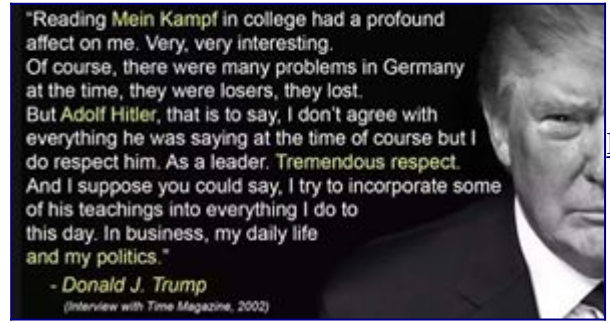 "Reading Mein Kampf in college had a profound
affect on me. Very, very interesting.
Of course, there were many problems in Germany
at the time, they were losers, they lost.
But Adolf Hitler, that is to say, I don't agree with
everything he was saying at the time of course but I
do respect him. As a leader. Tremendous respect.
And I suppose you could say, I try to incorporate some
of his teachings into everything I do to
this day. In business, my daily life
and my politics."
- Donald J. Trump
(Interview with Time Magazine, 2002)